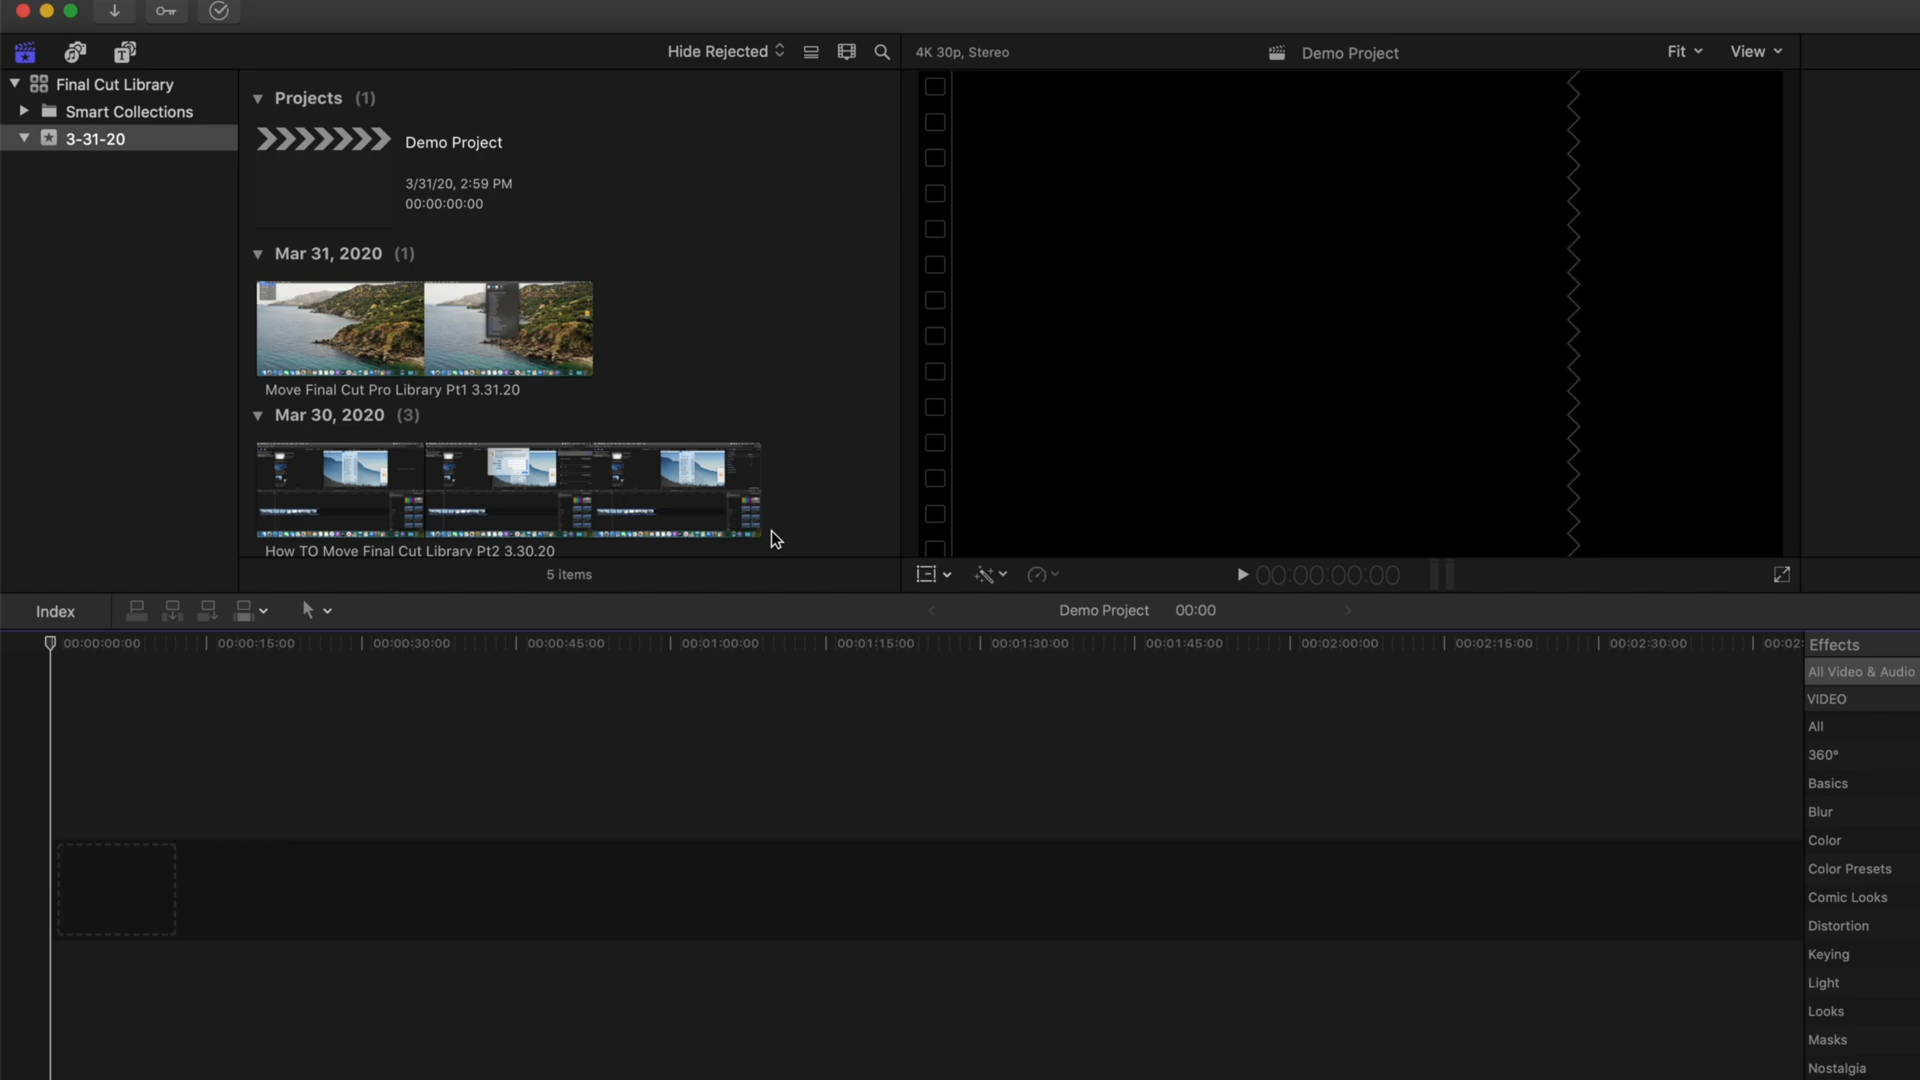 Hide Rejected
4K 30p, Stereo
Demo Project
Fit
View
Final Cut Library
Smart Collections
3-31-20
Projects (1)
Demo Project
3/31/20, 2:59 PM
00:00:00:00
Mar 31, 2020 (1)
Move Final Cut Pro Library Pt1 3.31.20
Mar 30, 2020 (3)
How TO Move Final Cut Library Pt2 3.30.20
5 items
00:00:00:00
Index
Demo Project 00:00
00:00:00:00 00:00:15:00 00:00:30:00 00:00:45:00 00:01:00:00 00:01:15:00 00:01:30:00 00:01:45:00 00:02:00:00 00:02:15:00 00:02:30:00 00:02:
Effects
All Video & Audio
VIDEO
All
360°
Basics
Blur
Color
Color Presets
Comic Looks
Distortion
Keying
Light
Looks
Masks
Nostalgia